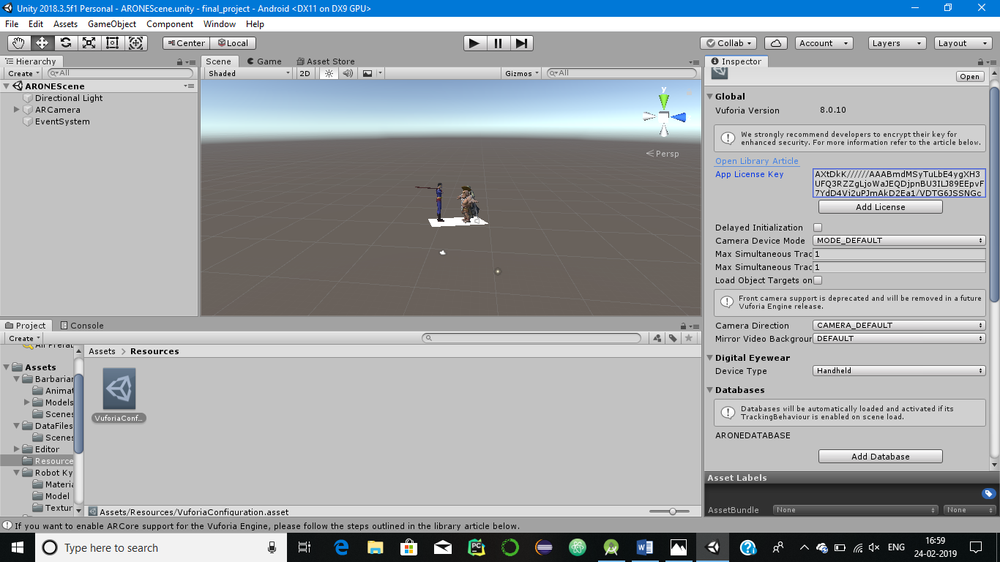 Unity 2018.3.5f1 Personal - ARONEScene.unity - final_project - Android <DX11 on DX9 GPU>
File Edit Assets GameObject Component Window Help
Center Local Collab Account Layers Layout
Hierarchy
Create All
ARONEScene
Directional Light
ARCamera
EventSystem
Scene Game Asset Store
Shaded 2D Gizmos All
y
Persp
Inspector
Open
Global
Vuforia Version 8.0.10
We strongly recommend developers to encrypt their key for
enhanced security. For more information refer to the article below.
Open Library Article
App License Key
AXtDkK//////AAABmdMSyTuLbE4ygXH3
UFQ3RZZgLjoWaJEQDjpnBU3ILJ89EEpvF
7YdD4Vi2uPJmAkD2Ea1/VDTG6JSSNGc
Add License
Delayed Initialization
Camera Device Mode MODE_DEFAULT
Max Simultaneous Trac 1
Max Simultaneous Trac 1
Load Object Targets on
Front camera support is deprecated and will be removed in a future
Vuforia Engine release.
Camera Direction CAMERA_DEFAULT
Mirror Video Backgrour DEFAULT
Digital Eyewear
Device Type Handheld
Databases
Databases will be automatically loaded and activated if its
TrackingBehaviour is enabled on scene load.
ARONEDATABASE
Add Database
Asset Labels
AssetBundle None None
Project Console
Create
All Prefab
Assets
Barbarian
Animat
Models
Scenes
DataFiles
Scenes
Editor
Resource
Robot Ky
Materia
Model
Textur
Assets > Resources
VuforiaConf...
Assets/Resources/VuforiaConfiguration.asset
If you want to enable ARCore support for the Vuforia Engine, please follow the steps outlined in the library article below.
Type here to search
ENG
16:59
24-02-2019